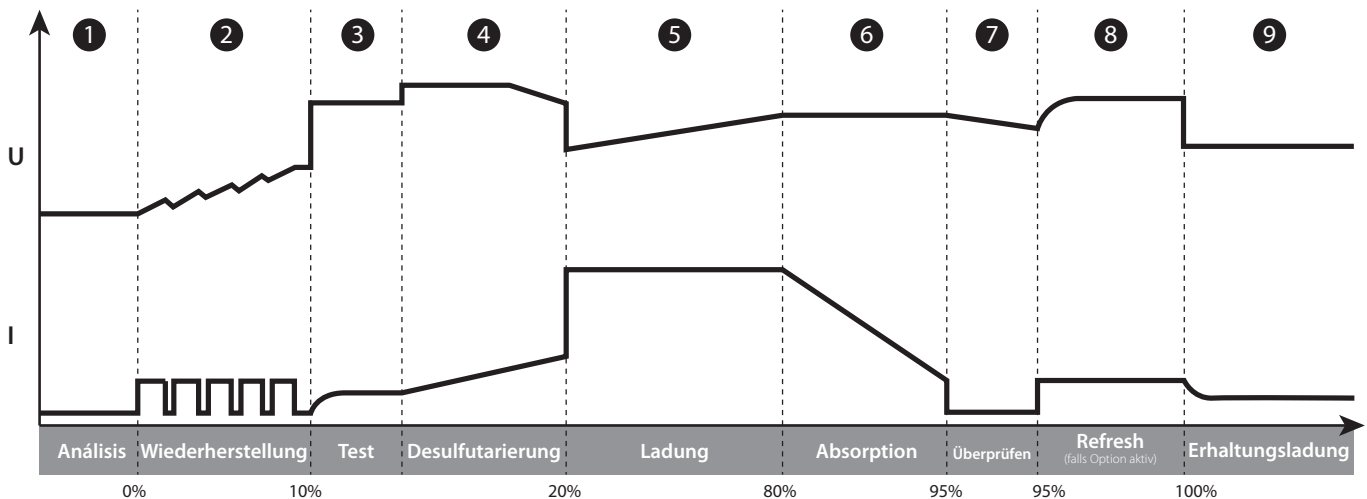 1 2 3 4 5 6 7 8 9
U
I
Análisis Wiederherstellung Test Desulfutarierung Ladung Absorption Überprüfen Refresh Erhaltungsladung
(falls Option aktiv)
0% 10% 20% 80% 95% 95% 100%